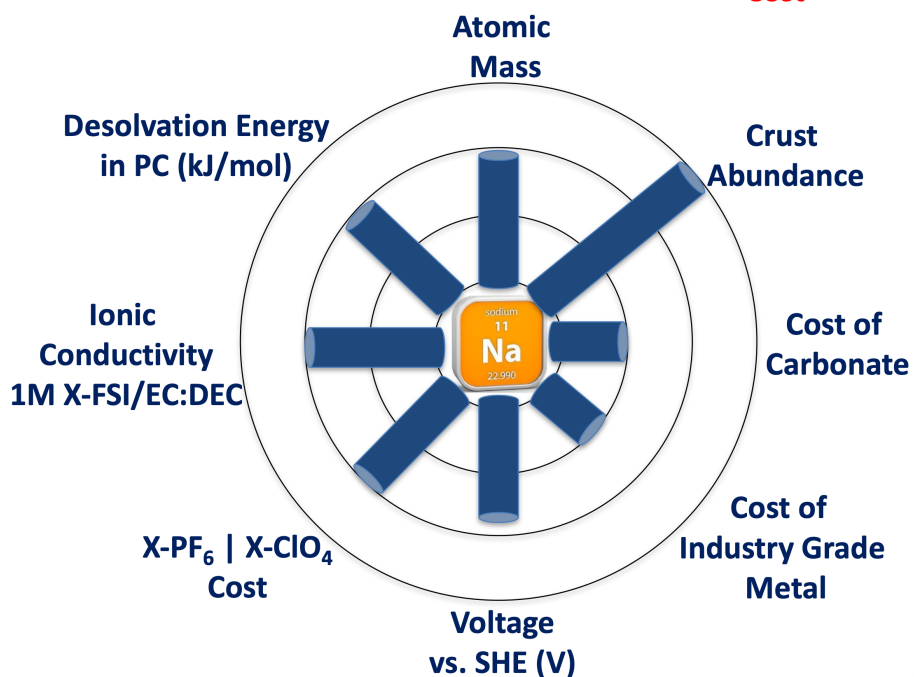 Atomic
Mass
Desolvation Energy
in PC (kJ/mol)
Crust
Abundance
Ionic
Conductivity
1M X-FSI/EC:DEC
sodium
11
Na
22.990
Cost of
Carbonate
X-PF₆ | X-ClO₄
Cost
Cost of
Industry Grade
Metal
Voltage
vs. SHE (V)